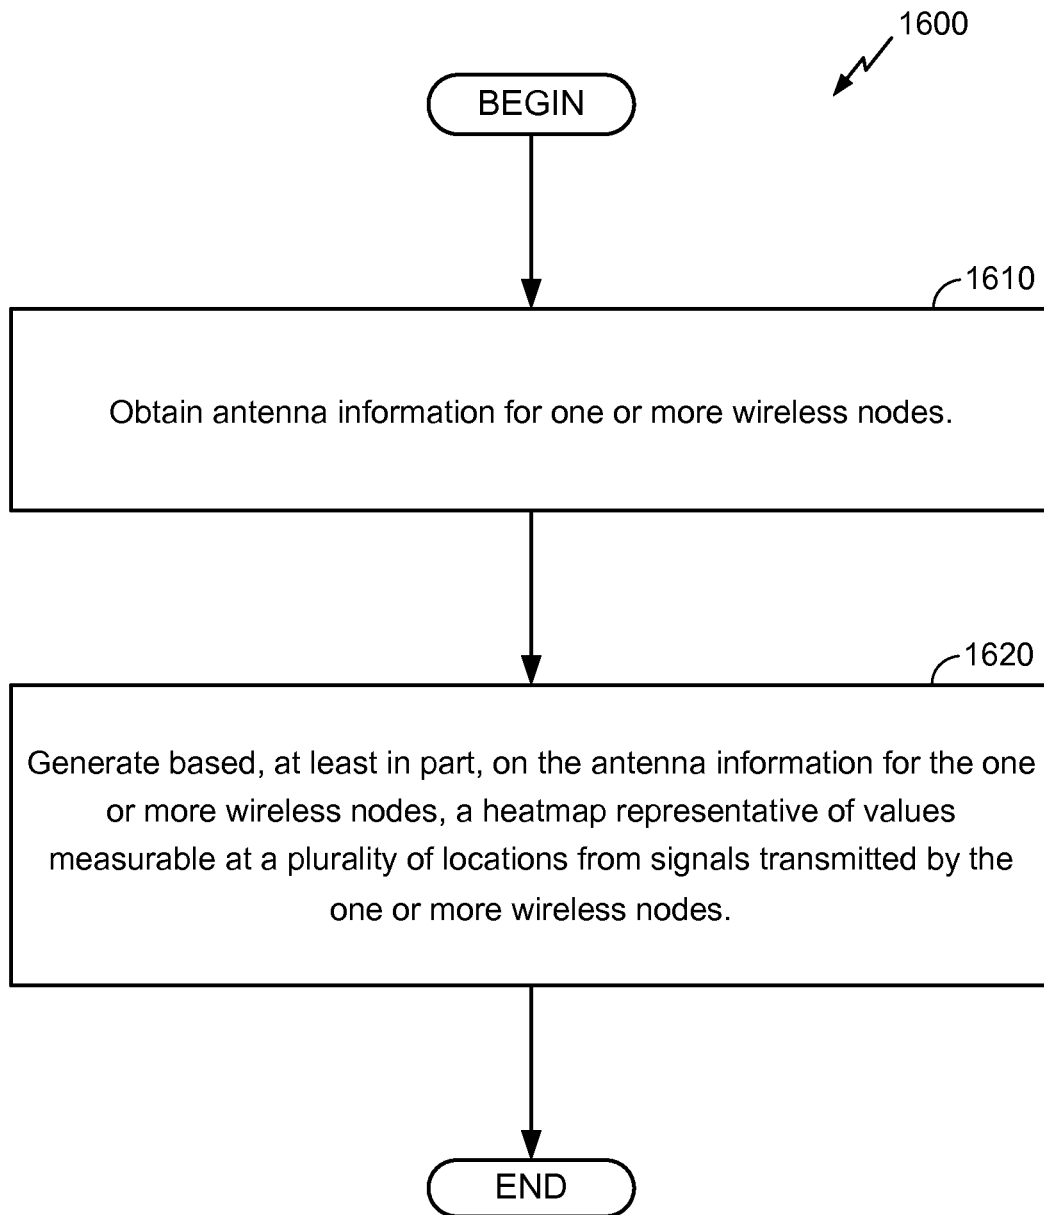 1600
BEGIN
1610
Obtain antenna information for one or more wireless nodes.
1620
Generate based, at least in part, on the antenna information for the one
or more wireless nodes, a heatmap representative of values
measurable at a plurality of locations from signals transmitted by the
one or more wireless nodes.
END